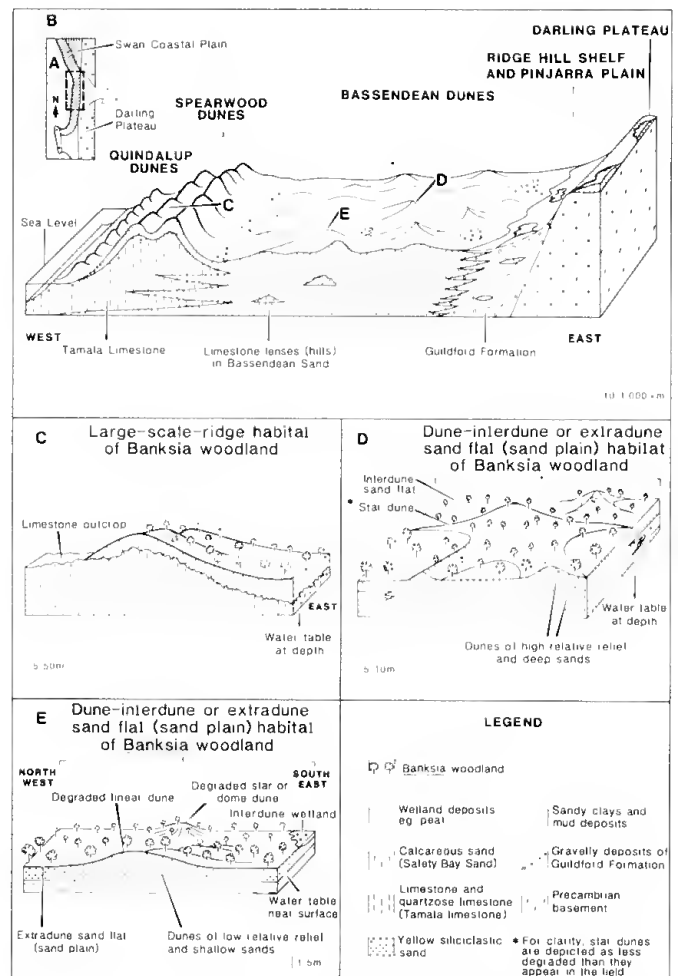 B
DARLING PLATEAU
Swan Coastal Plain
RIDGE HILL SHELF
AND PINJARRA PLAIN
A
BASSENDEAN DUNES
N
SPEARWOOD
DUNES
Darling
Plateau
QUINDALUP
DUNES
D
C
E
Sea Level
WEST
EAST
Tamala Limestone
Limestone lenses (hills)
in Bassendean Sand
Guildford Formation
C
Large-scale-ridge habitat
of Banksia woodland
Limestone outcrop
EAST
Water table
at depth
5-50m
D
Dune-interdune or extradune
sand flat (sand plain) habitat
of Banksia woodland
Interdune
sand flat
* Star dune
Water table
at depth
Dunes of high relative relief
and deep sands
5-10m
E
Dune-interdune or extradune
sand flat (sand plain) habitat
of Banksia woodland
NORTH
WEST
Degraded linear dune
Degraded star or
dome dune
SOUTH
EAST
Interdune wetland
Water table
near surface
Extradune sand flat
(sand plain)
Dunes of low relative relief
and shallow sands
1.5m
LEGEND
Banksia woodland
Wetland deposits
eg peat
Sandy clays and
mud deposits
Calcareous sand
(Safety Bay Sand)
Gravelly deposits of
Guildford Formation
Limestone and
quartzose limestone
(Tamala limestone)
Precambrian
basement
Yellow siliciclastic
sand
* For clarity, star dunes
are depicted as less
degraded than they
appear in the field